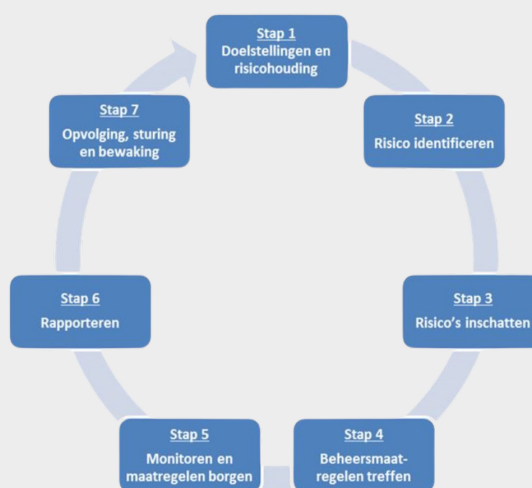 Stap 1
Doelstellingen en
risicohouding
Stap 2
Risico identificeren
Stap 3
Risico's inschatten
Stap 4
Beheersmaat-
regelen treffen
Stap 5
Monitoren en
maatregelen borgen
Stap 6
Rapporteren
Stap 7
Opvolging, sturing
en bewaking